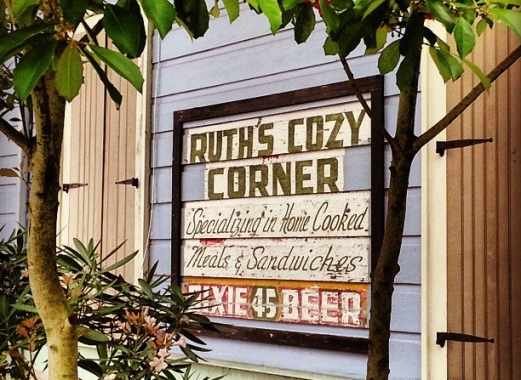 RUTH'S COZY
CORNER
Specializing in Home Cooked
Meals & Sandwiches
DIXIE 45 BEER